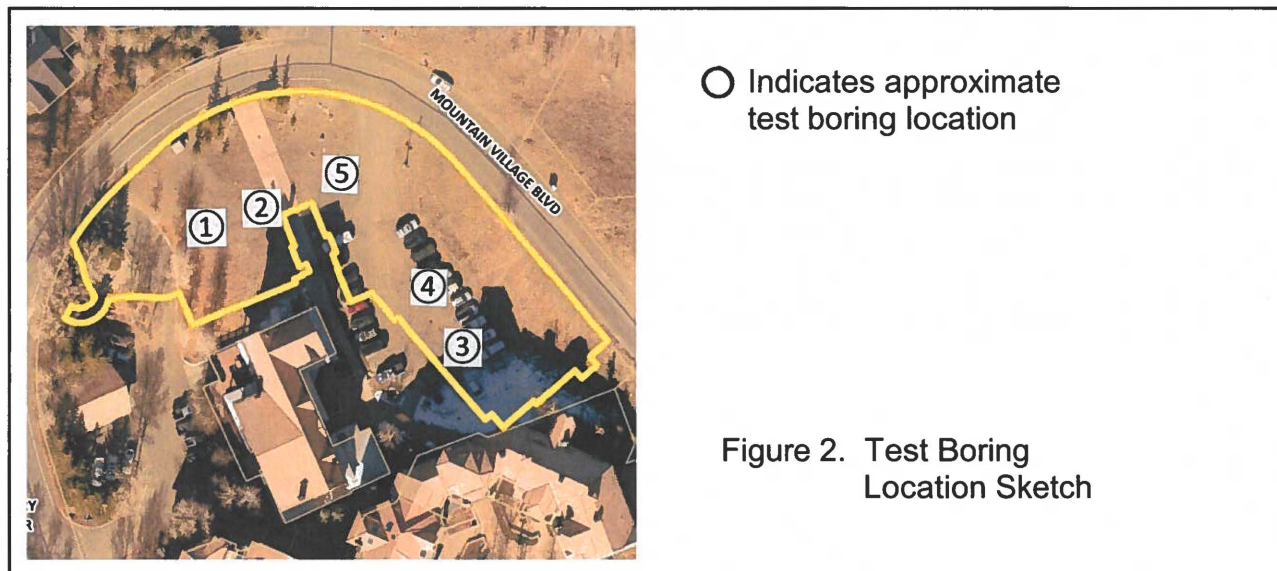 MOUNTAIN VILLAGE BLVD
⑤
②
①
④
③
Y
R
Indicates approximate
test boring location
Figure 2. Test Boring
Location Sketch